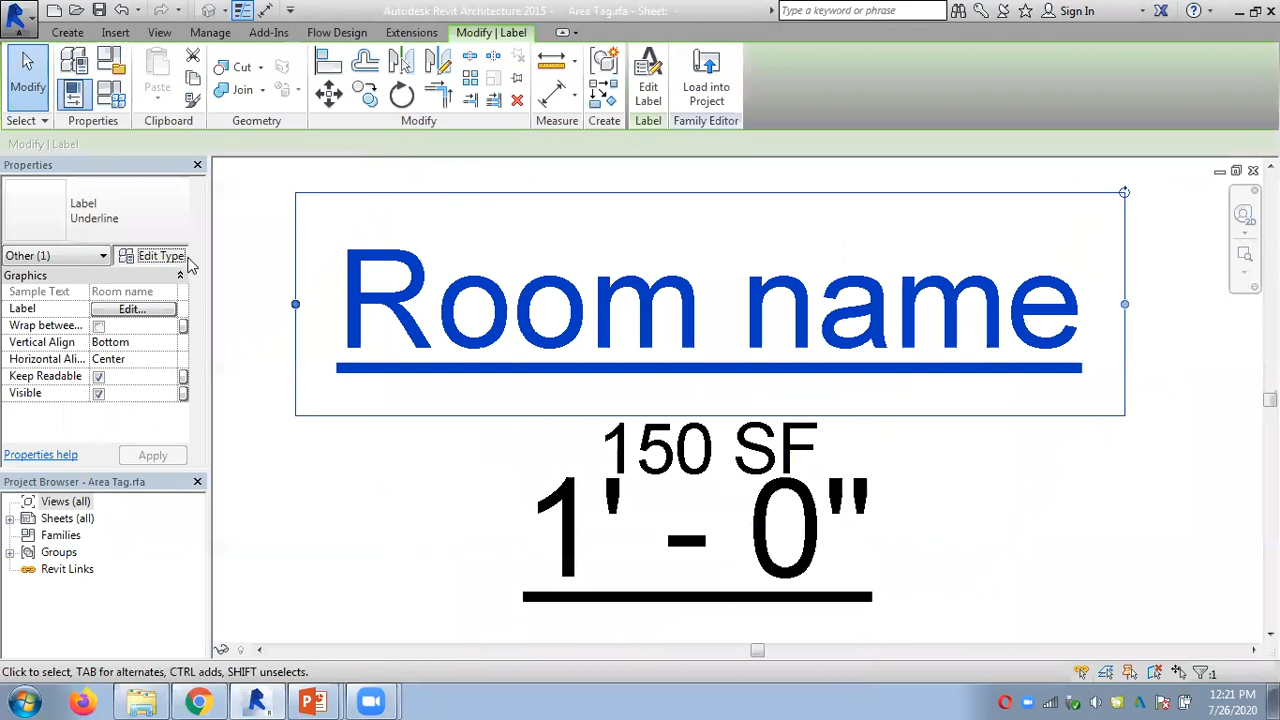 Autodesk Revit Architecture 2015 - Area Tag.rfa - Sheet: -
Type a keyword or phrase
Sign In
Create Insert View Manage Add-Ins Flow Design Extensions Modify | Label
Modify
Paste
Cut
Join
Edit Label
Load into Project
Select Properties Clipboard Geometry Modify Measure Create Label Family Editor
Modify | Label
Properties
Label
Underline
Other (1)
Edit Type
Graphics
Sample Text Room name
Label Edit...
Wrap betwee...
Vertical Align Bottom
Horizontal Ali... Center
Keep Readable
Visible
Properties help
Apply
Project Browser - Area Tag.rfa
Views (all)
Sheets (all)
Families
Groups
Revit Links
Room name
150 SF
1' - 0"
Click to select, TAB for alternates, CTRL adds, SHIFT unselects.
:1
12:21 PM
7/26/2020